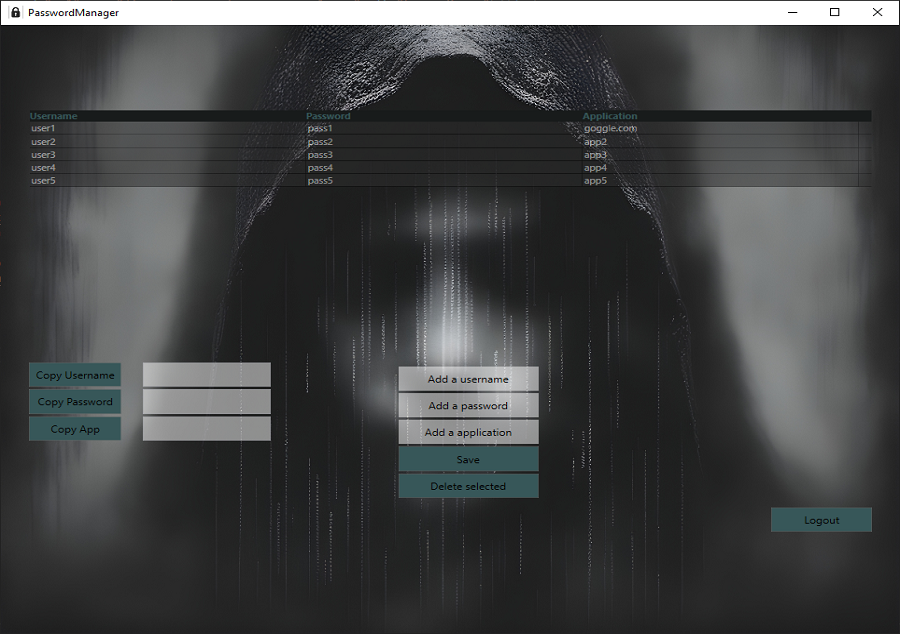 PasswordManager
Username Password Application
user1 pass1 goggle.com
user2 pass2 app2
user3 pass3 app3
user4 pass4 app4
user5 pass5 app5
Copy Username
Copy Password
Copy App
Add a username
Add a password
Add a application
Save
Delete selected
Logout